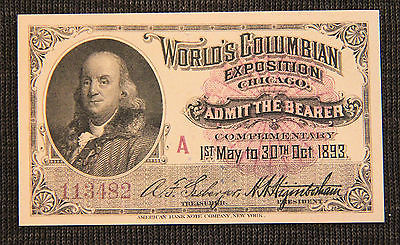 WORLD'S COLUMBIAN
EXPOSITION
CHICAGO.
ADMIT THE BEARER
COMPLIMENTARY
A
1ST May to 30TH Oct 1893.
113492
TREASURER.
PRESIDENT.
AMERICAN BANK NOTE COMPANY, NEW YORK.